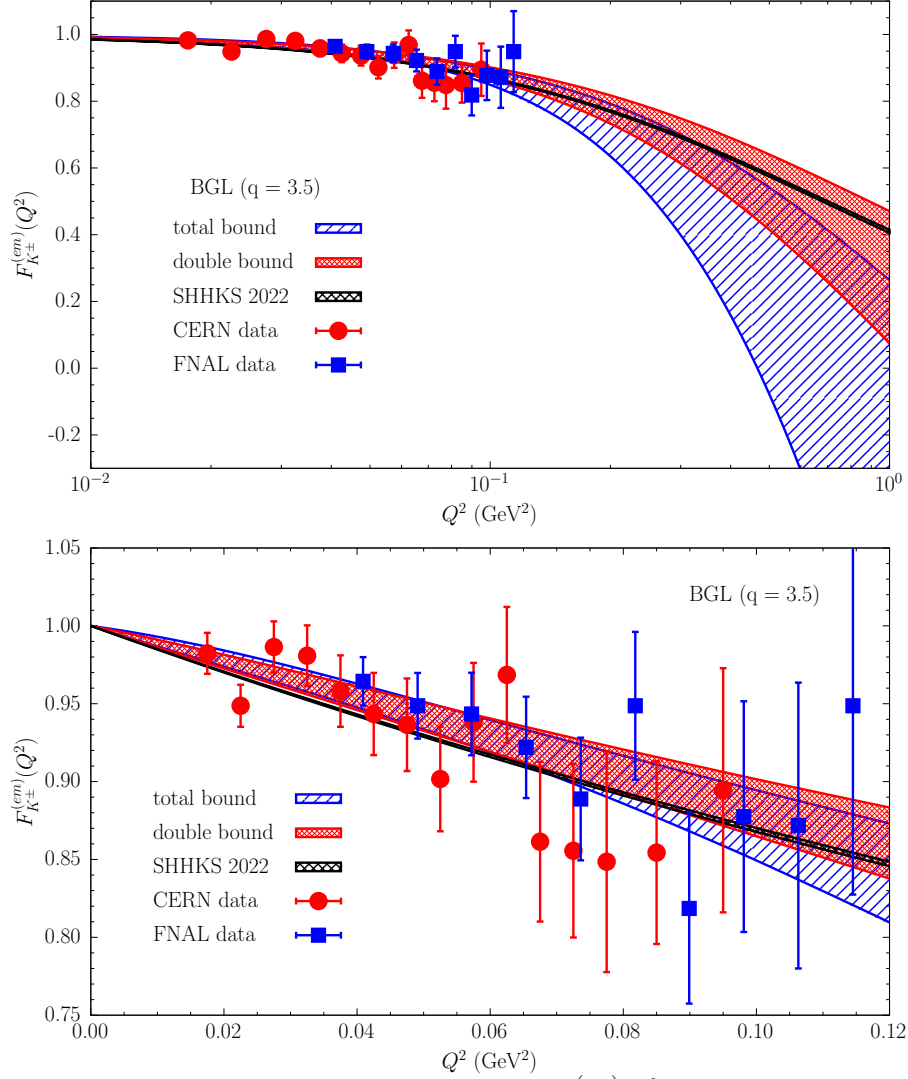 1.0
0.8
0.6
0.4
0.2
0.0
-0.2
F_{K^±}^{(em)}(Q^2)
BGL (q = 3.5)
total bound
double bound
SHHKS 2022
CERN data
FNAL data
10^{-2}
10^{-1}
10^0
Q^2 (GeV^2)
1.05
1.00
0.95
0.90
0.85
0.80
0.75
F_{K^±}^{(em)}(Q^2)
BGL (q = 3.5)
total bound
double bound
SHHKS 2022
CERN data
FNAL data
0.00
0.02
0.04
0.06
0.08
0.10
0.12
Q^2 (GeV^2)